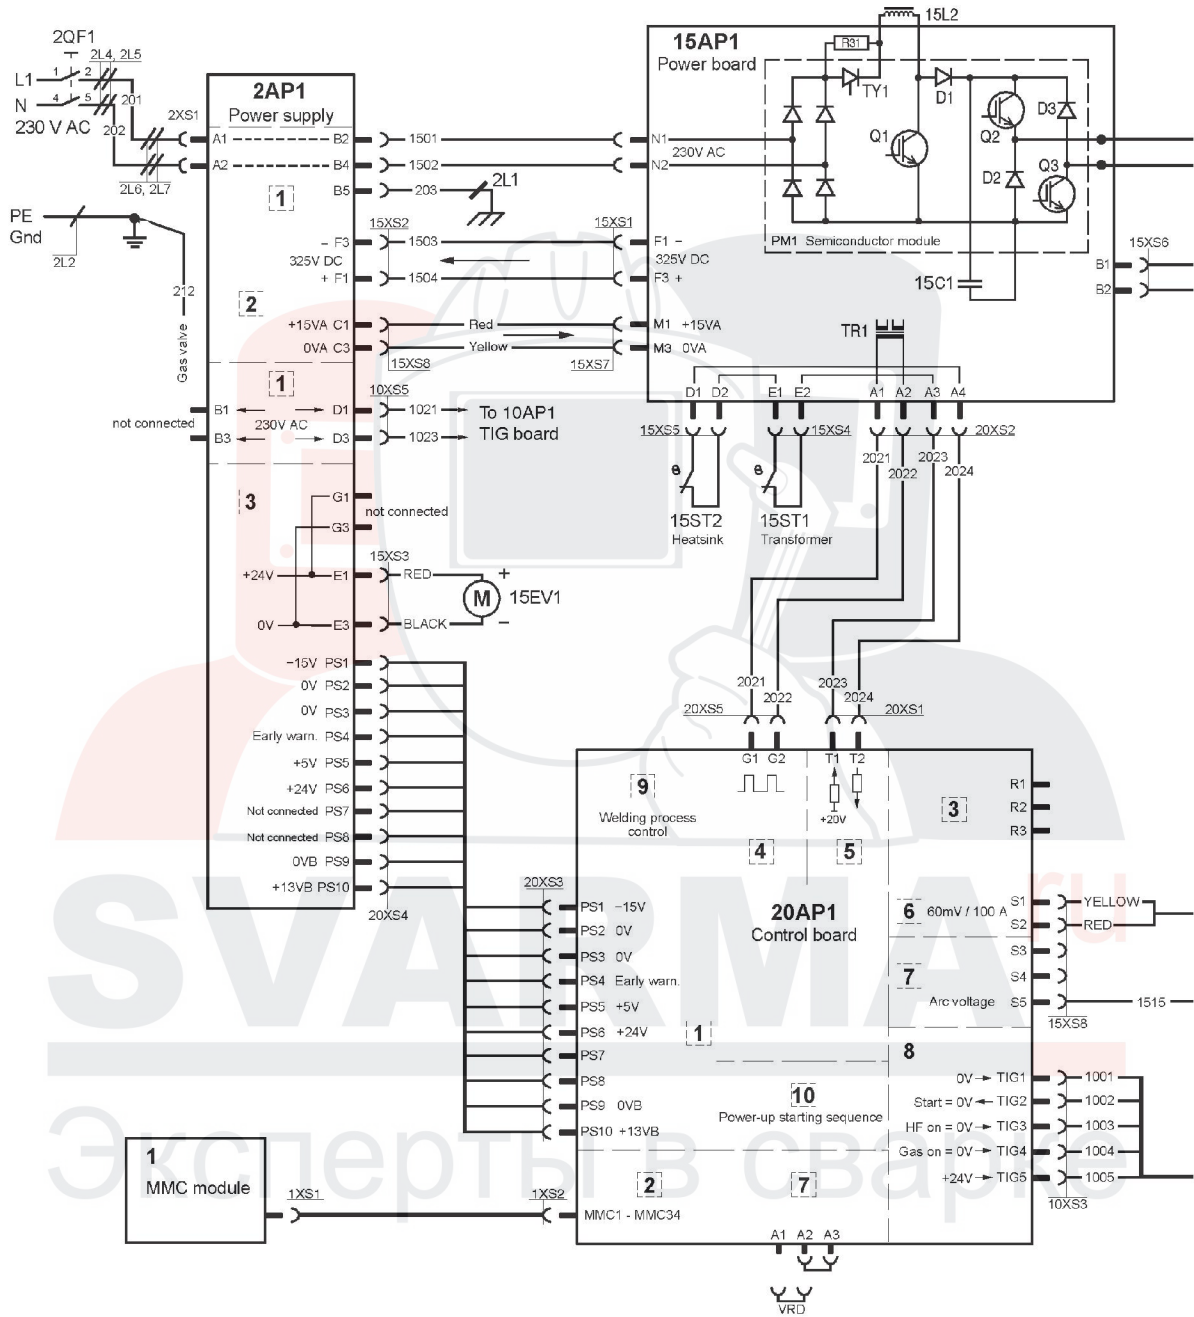 2QF1
2L4, 2L5
L1 1 2
N 4 5
230 V AC
201
202
2XS1
2L6, 2L7
PE
Gnd
2L2
212
Gas valve
2AP1
Power supply
A1 B2
A2 B4
B5
1
− F3
325V DC
+ F1
2
+15VA C1
0VA C3
1
B1 D1
230V AC
B3 D3
not connected
3
G1
G3
not connected
+24V E1
0V E3
−15V PS1
0V PS2
0V PS3
Early warn. PS4
+5V PS5
+24V PS6
Not connected PS7
Not connected PS8
0VB PS9
+13VB PS10
20XS4
1501
1502
203
2L1
15XS2
1503
1504
15XS1
Red
Yellow
15XS8
15XS7
10XS5
1021
1023
To 10AP1
TIG board
15XS3
RED
BLACK
M
+
−
15EV1
15L2
15AP1
Power board
R31
TY1
D1
Q1
Q2
D3
D2
Q3
N1
230V AC
N2
PM1 Semiconductor module
F1 −
325V DC
F3 +
15C1
M1 +15VA
M3 0VA
TR1
B1
B2
15XS6
D1 D2 E1 E2 A1 A2 A3 A4
15XS5
15XS4
20XS2
θ
θ
15ST2
Heatsink
15ST1
Transformer
2021
2022
2023
2024
2021
2022
2023
2024
20XS5
20XS1
G1 G2 T1 T2
+20V
9
Welding process
control
4
5
3
R1
R2
R3
20AP1
Control board
6
60mV / 100 A
S1 YELLOW
S2 RED
S3
7
S4
Arc voltage S5 1515
15XS8
20XS3
PS1 −15V
PS2 0V
PS3 0V
PS4 Early warn.
PS5 +5V
PS6 +24V
PS7
PS8
PS9 0VB
PS10 +13VB
1
10
Power-up starting sequence
8
0V TIG1 1001
Start = 0V TIG2 1002
HF on = 0V TIG3 1003
Gas on = 0V TIG4 1004
+24V TIG5 1005
10XS3
2
7
MMC1 - MMC34
A1 A2 A3
VRD
1
MMC module
1XS1
1XS2
SVARMA.ru
Эксперты в сварке